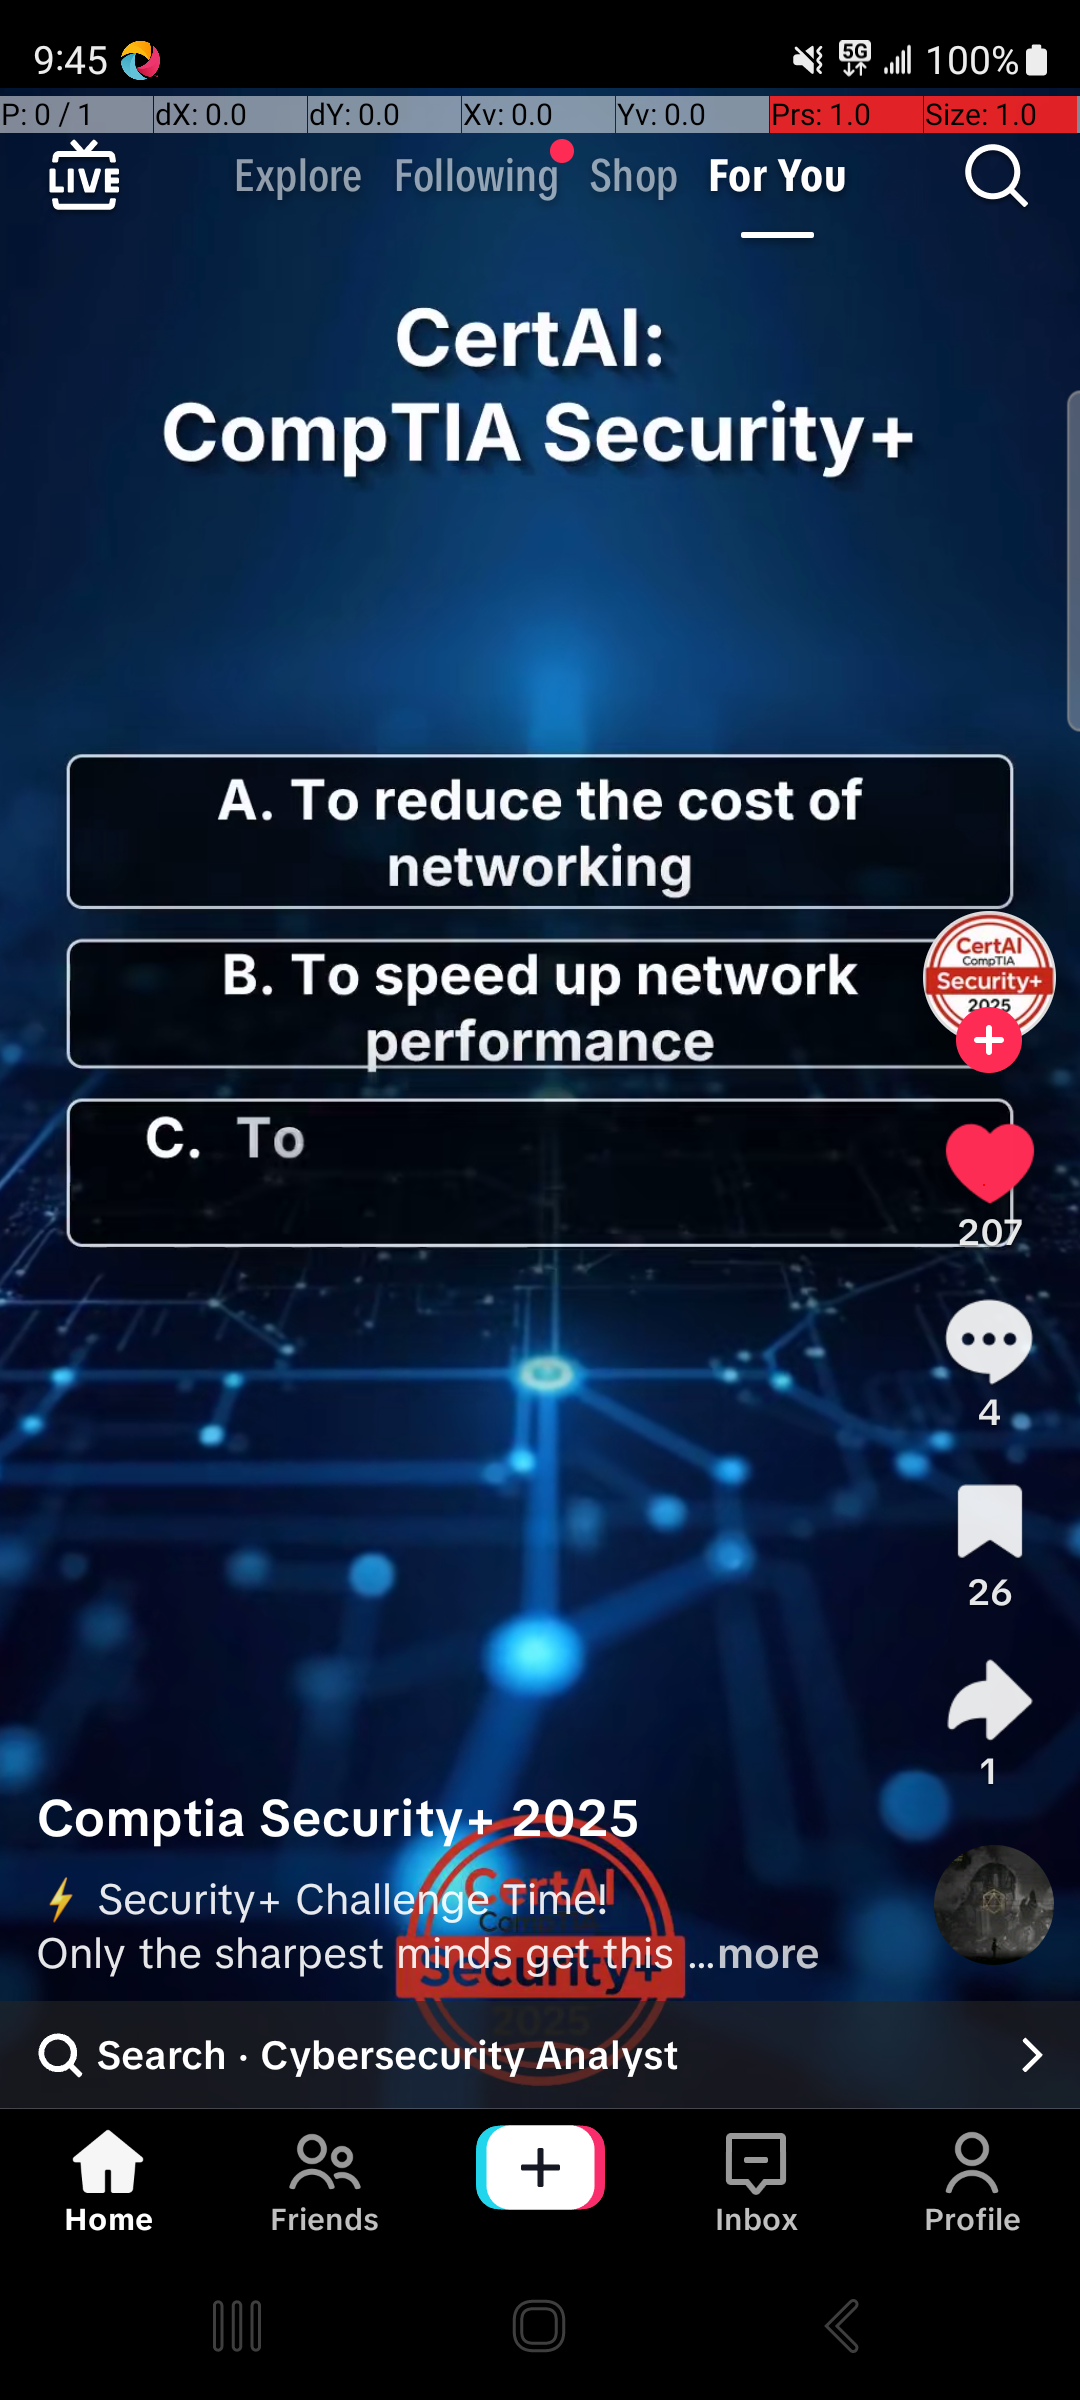 9:45
5G
100%
P: 0 / 1
dX: 0.0
dY: 0.0
Xv: 0.0
Yv: 0.0
Prs: 1.0
Size: 1.0
LIVE
Explore
Following
Shop
For You
CertAI:
CompTIA Security+
A. To reduce the cost of
networking
B. To speed up network
performance
C. To
CertAI
CompTIA
Security+
2025
207
4
26
1
Comptia Security+ 2025
⚡ Security+ Challenge Time!
Only the sharpest minds get this ...more
CertAI
CompTIA
Security+
2025
Search · Cybersecurity Analyst
Home
Friends
Inbox
Profile